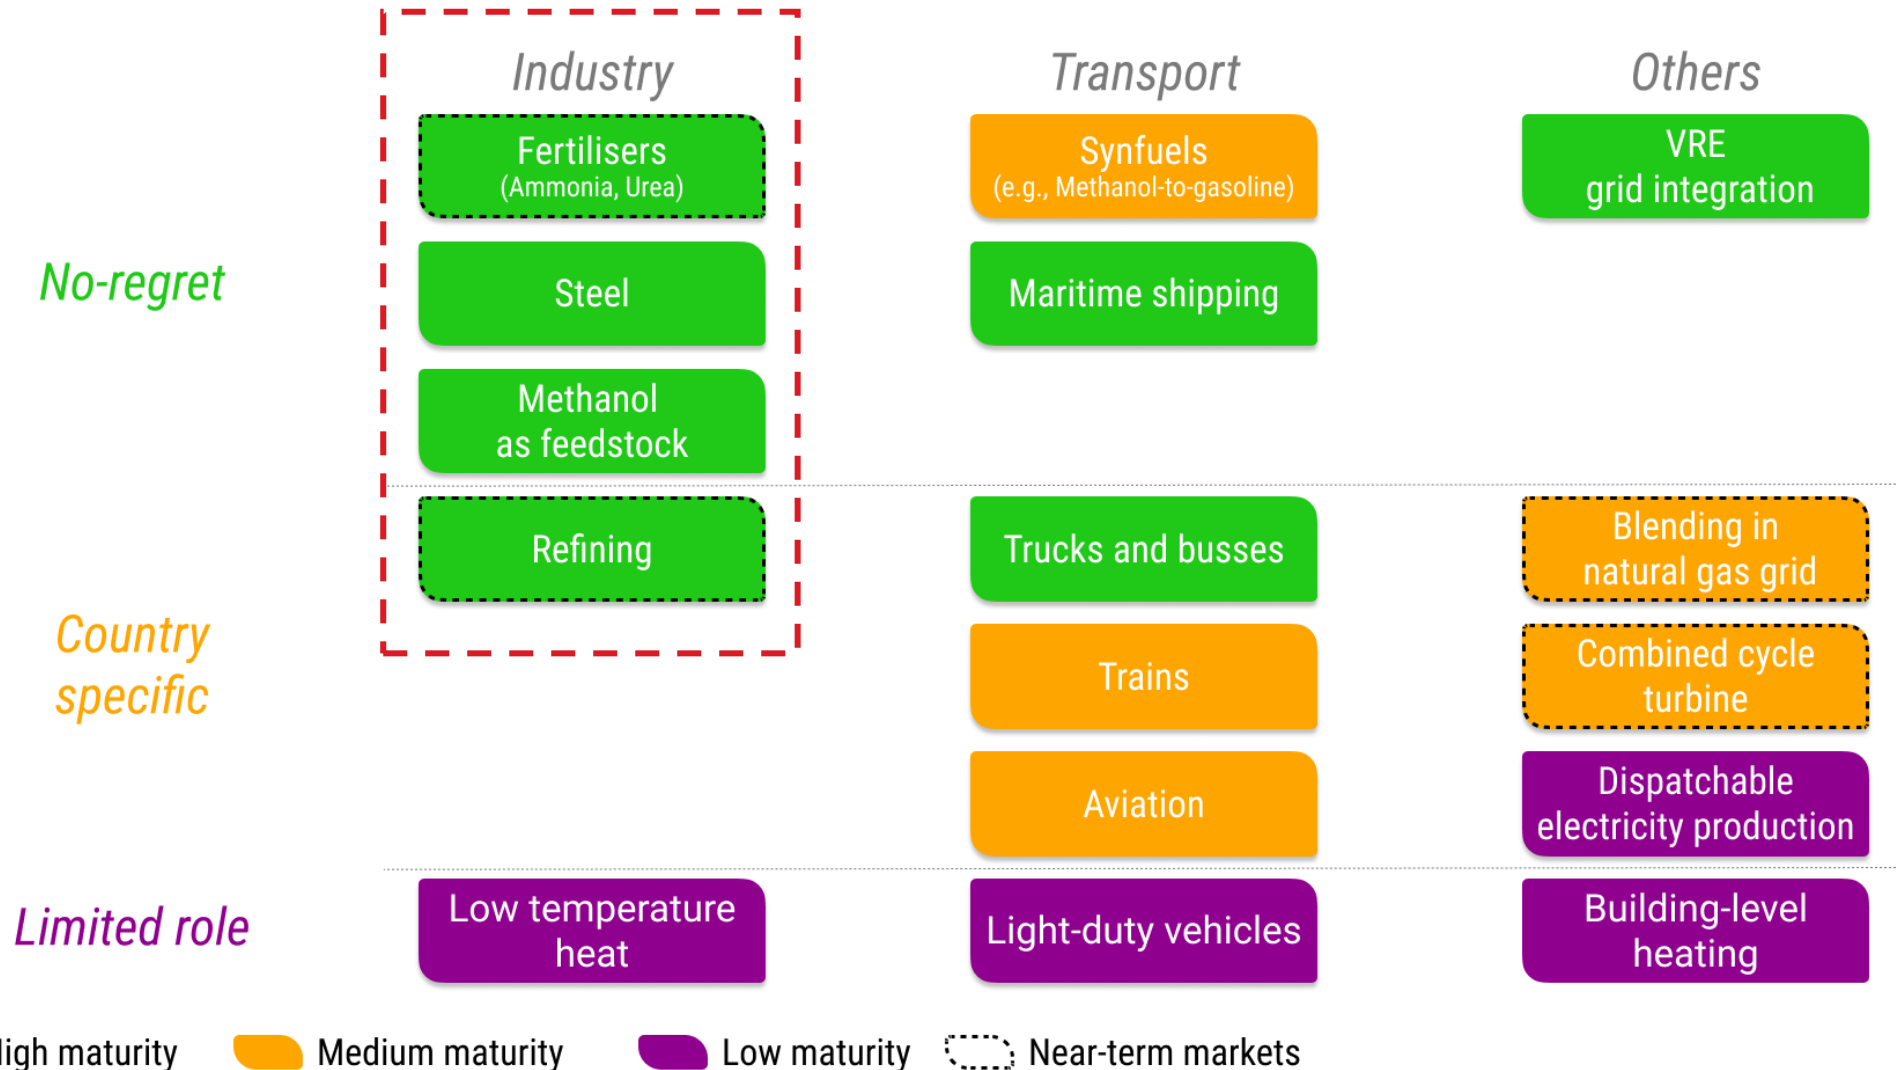 Industry
Transport
Others
No-regret
Fertilisers
(Ammonia, Urea)
Synfuels
(e.g., Methanol-to-gasoline)
VRE
grid integration
Steel
Maritime shipping
Methanol
as feedstock
Country
specific
Refining
Trucks and busses
Blending in
natural gas grid
Trains
Combined cycle
turbine
Aviation
Dispatchable
electricity production
Limited role
Low temperature
heat
Light-duty vehicles
Building-level
heating
High maturity
Medium maturity
Low maturity
Near-term markets